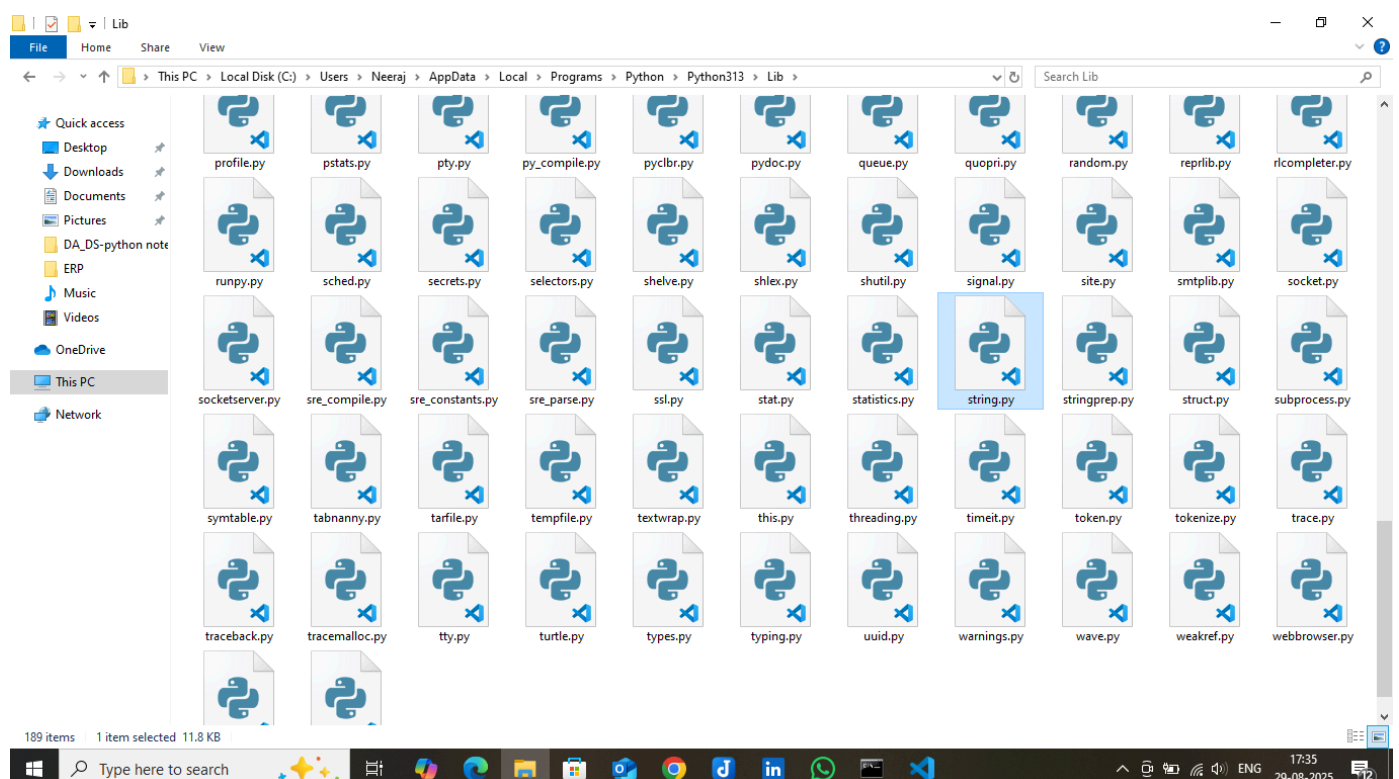 Lib
File Home Share View
This PC > Local Disk (C:) > Users > Neeraj > AppData > Local > Programs > Python > Python313 > Lib >
Search Lib
Quick access
Desktop
Downloads
Documents
Pictures
DA_DS-python note
ERP
Music
Videos
OneDrive
This PC
Network
profile.py pstats.py pty.py py_compile.py pyclbr.py pydoc.py queue.py quopri.py random.py reprlib.py rlcompleter.py
runpy.py sched.py secrets.py selectors.py shelve.py shlex.py shutil.py signal.py site.py smtplib.py socket.py
socketserver.py sre_compile.py sre_constants.py sre_parse.py ssl.py stat.py statistics.py string.py stringprep.py struct.py subprocess.py
symtable.py tabnanny.py tarfile.py tempfile.py textwrap.py this.py threading.py timeit.py token.py tokenize.py trace.py
traceback.py tracemalloc.py tty.py turtle.py types.py typing.py uuid.py warnings.py wave.py weakref.py webbrowser.py
189 items 1 item selected 11.8 KB
Type here to search
ENG
17:35
29-08-2025
12